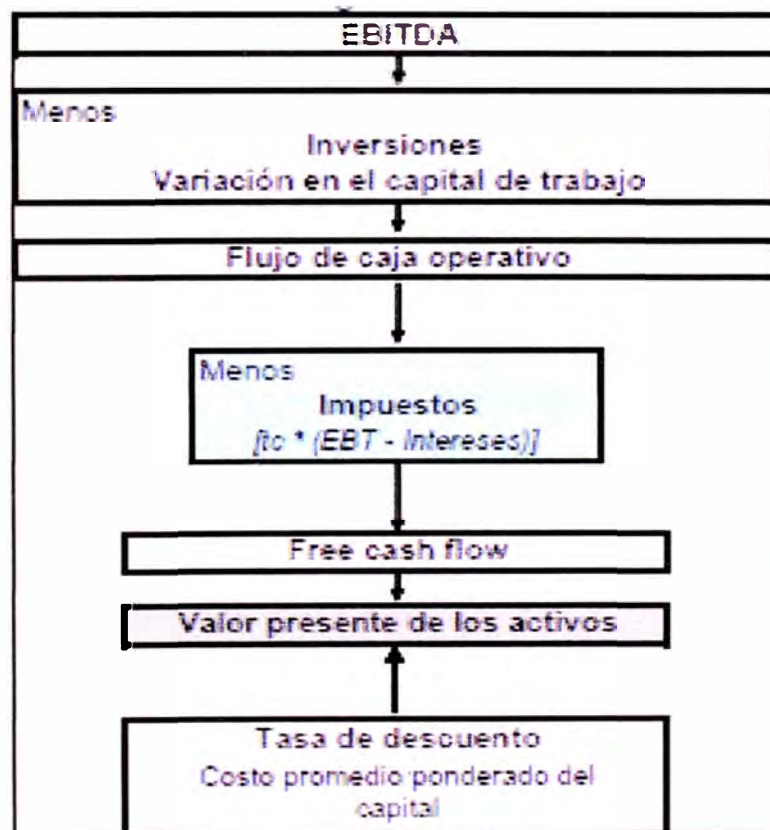 EBITDA
Menos
Inversiones
Variación en el capital de trabajo
Flujo de caja operativo
Menos
Impuestos
[tc * (EBT - Intereses)]
Free cash flow
Valor presente de los activos
Tasa de descuento
Costo promedio ponderado del
capital